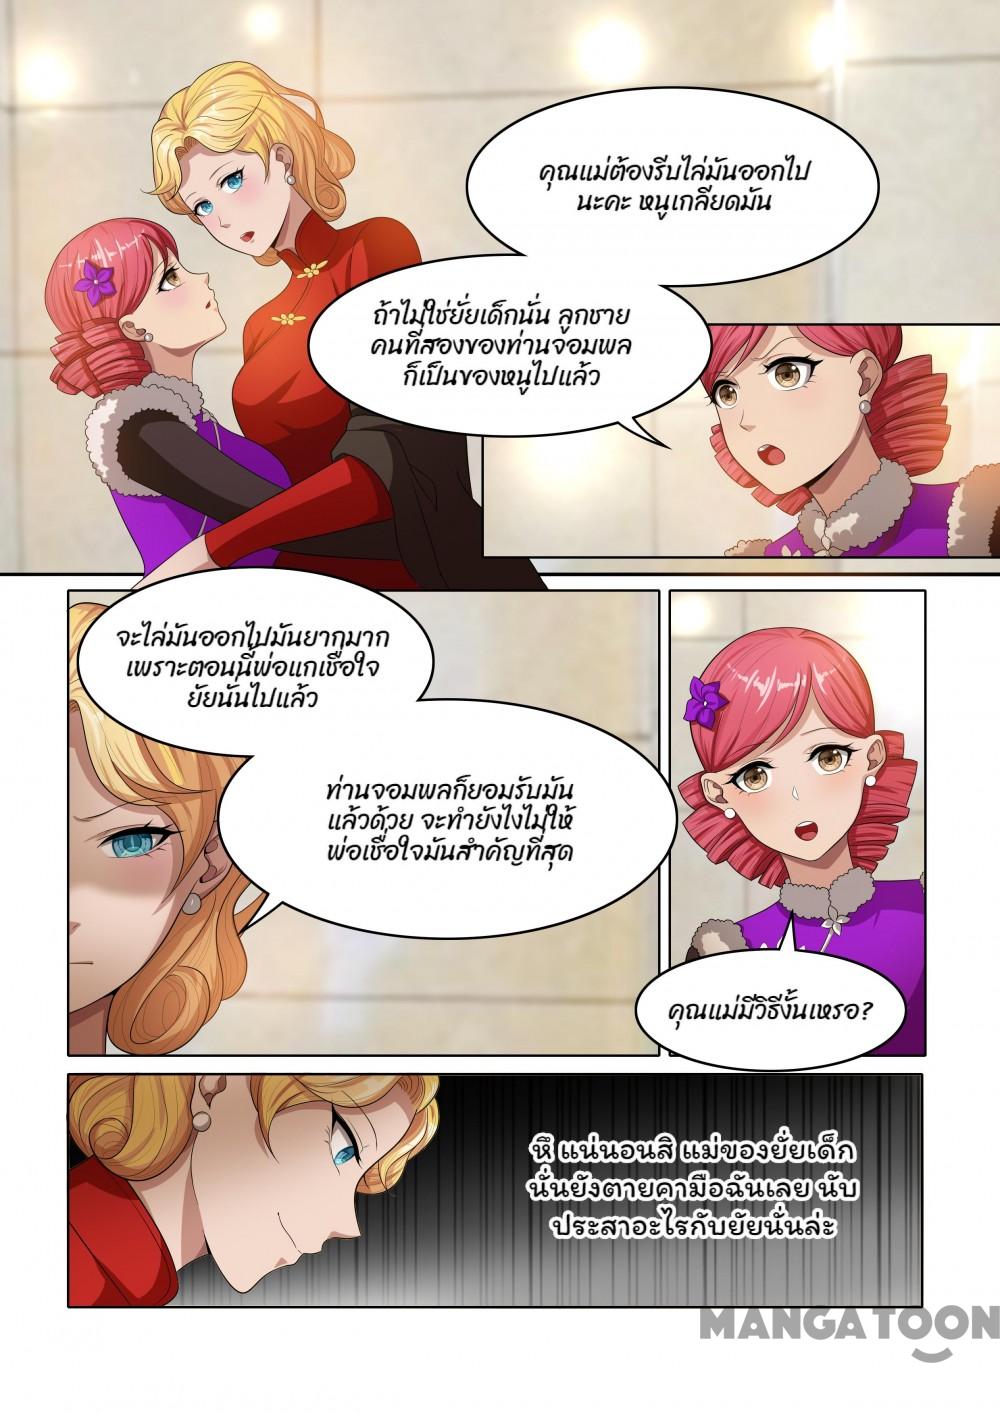 คุณแม่ต้องรีบไล่มันออกไป
นะคะ หนูเกลียดมัน
ถ้าไม่ใช่ยั่ยเด็กนั่น ลูกชาย
คนที่สองของท่านจอมพล
ก็เป็นของหนูไปแล้ว
จะไล่มันออกไปมันยากมาก
เพราะตอนนี้พ่อแกเชื่อใจ
ยัยนั่นไปแล้ว
ท่านจอมพลก็ยอมรับมัน
แล้วด้วย จะทำยังไงไม่ให้
พ่อเชื่อใจมันสำคัญที่สุด
คุณแม่มีวิธีงั้นเหรอ?
หึ แน่นอนสิ แม่ของยั่ยเด็ก
นั่นยังตายคามือฉันเลย นับ
ประสาอะไรกับยัยนั่นล่ะ
MANGATOON